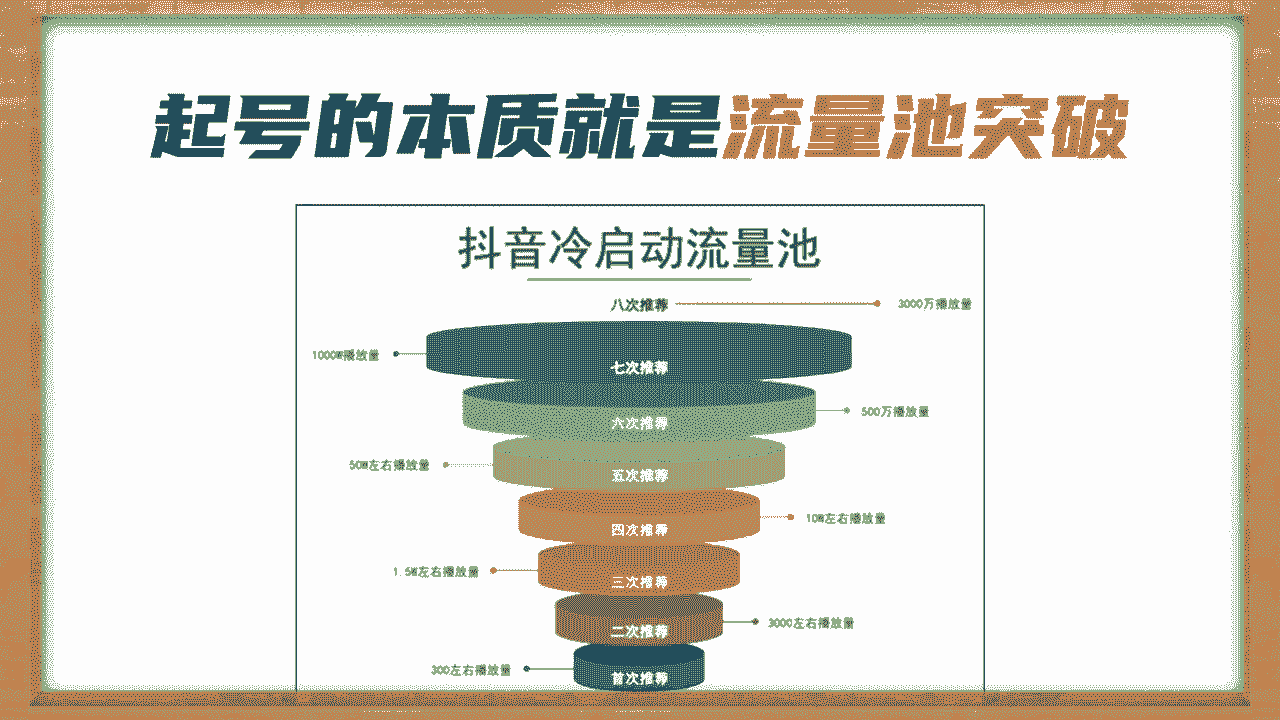 起号的本质就是流量池突破
抖音冷启动流量池
八次推荐
3000万播放量
1000W播放量
七次推荐
六次推荐
500万播放量
50W左右播放量
五次推荐
四次推荐
10W左右播放量
1.5W左右播放量
三次推荐
二次推荐
3000左右播放量
300左右播放量
首次推荐